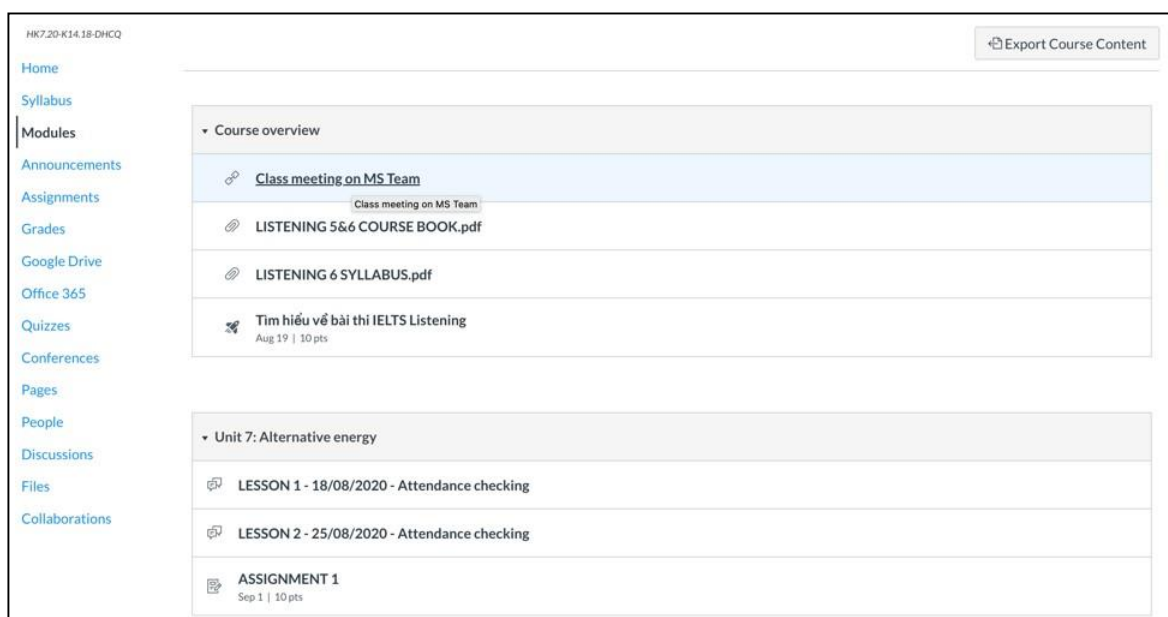 HK7.20-K14.18-DHCQ
Export Course Content
Home
Syllabus
Modules
Announcements
Assignments
Grades
Google Drive
Office 365
Quizzes
Conferences
Pages
People
Discussions
Files
Collaborations
Course overview
Class meeting on MS Team
Class meeting on MS Team
LISTENING 5&6 COURSE BOOK.pdf
LISTENING 6 SYLLABUS.pdf
Tìm hiểu về bài thi IELTS Listening
Aug 19 | 10 pts
Unit 7: Alternative energy
LESSON 1 - 18/08/2020 - Attendance checking
LESSON 2 - 25/08/2020 - Attendance checking
ASSIGNMENT 1
Sep 1 | 10 pts